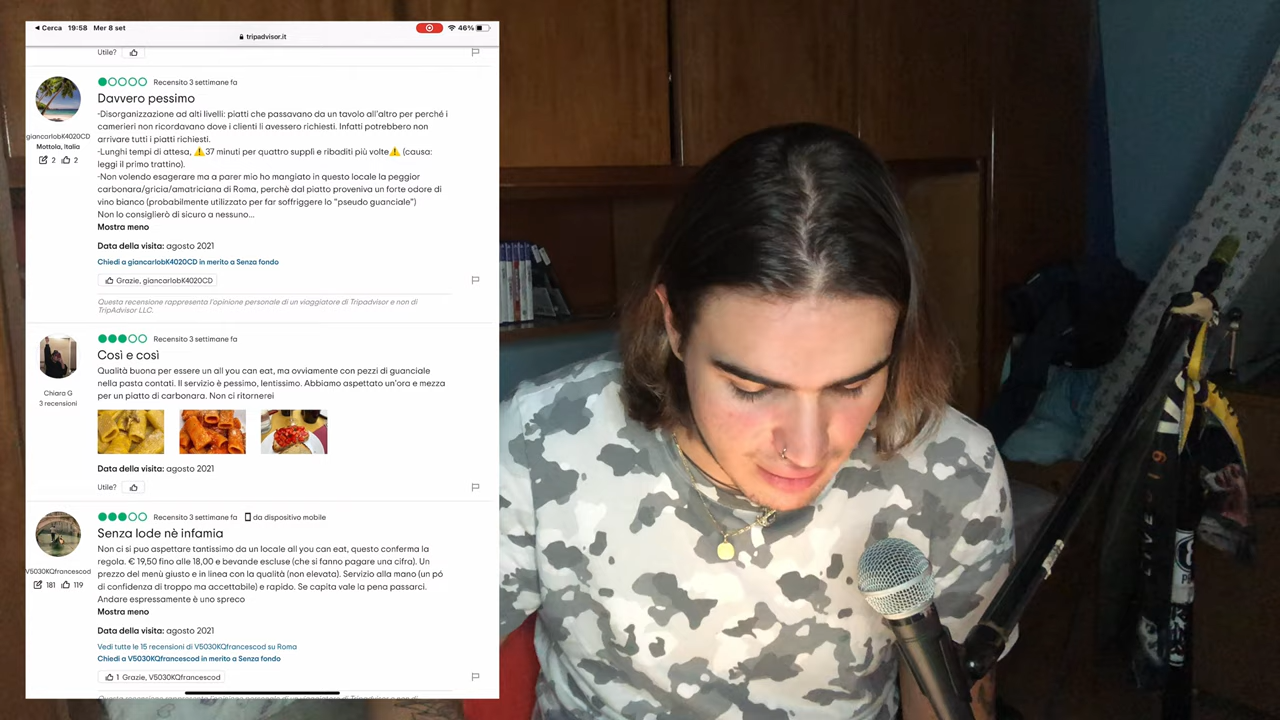 Cerca 19:58 Mer 8 set 46%
tripadvisor.it
Utile?
Recensito 3 settimane fa
Davvero pessimo
-Disorganizzazione ad alti livelli: piatti che passavano da un tavolo all'altro per perché i
camerieri non ricordavano dove i clienti li avessero richiesti. Infatti potrebbero non
arrivare tutti i piatti richiesti.
-Lunghi tempi di attesa, ⚠️37 minuti per quattro supplì e ribaditi più volte⚠️ (causa:
leggi il primo trattino).
-Non volendo esagerare ma a parer mio ho mangiato in questo locale la peggior
carbonara/gricia/amatriciana di Roma, perchè dal piatto proveniva un forte odore di
vino bianco (probabilmente utilizzato per far soffriggere lo "pseudo guanciale")
Non lo consiglierò di sicuro a nessuno...
Mostra meno
giancarlobK4020CD
Mottola, Italia
2 2
Data della visita: agosto 2021
Chiedi a giancarlobK4020CD in merito a Senza fondo
Grazie, giancarlobK4020CD
Questa recensione rappresenta l'opinione personale di un viaggiatore di Tripadvisor e non di
TripAdvisor LLC.
Recensito 3 settimane fa
Così e così
Qualità buona per essere un all you can eat, ma ovviamente con pezzi di guanciale
nella pasta contati. Il servizio è pessimo, lentissimo. Abbiamo aspettato un'ora e mezza
per un piatto di carbonara. Non ci ritornerei
Chiara G
3 recensioni
Data della visita: agosto 2021
Utile?
Recensito 3 settimane fa da dispositivo mobile
Senza lode nè infamia
Non ci si puo aspettare tantissimo da un locale all you can eat, questo conferma la
regola. € 19,50 fino alle 18,00 e bevande escluse (che si fanno pagare una cifra). Un
prezzo del menù giusto e in linea con la qualità (non elevata). Servizio alla mano (un pó
di confidenza di troppo ma accettabile) e rapido. Se capita vale la pena passarci.
Andare espressamente è uno spreco
Mostra meno
V5030KQfrancescod
181 119
Data della visita: agosto 2021
Vedi tutte le 15 recensioni di V5030KQfrancescod su Roma
Chiedi a V5030KQfrancescod in merito a Senza fondo
1 Grazie, V5030KQfrancescod